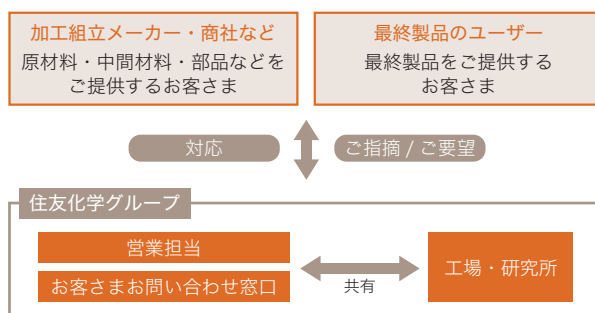 加工組立メーカー・商社など
原材料・中間材料・部品などを
ご提供するお客さま
最終製品のユーザー
最終製品をご提供する
お客さま
対応
ご指摘 / ご要望
住友化学グループ
営業担当
お客さまお問い合わせ窓口
共有
工場・研究所